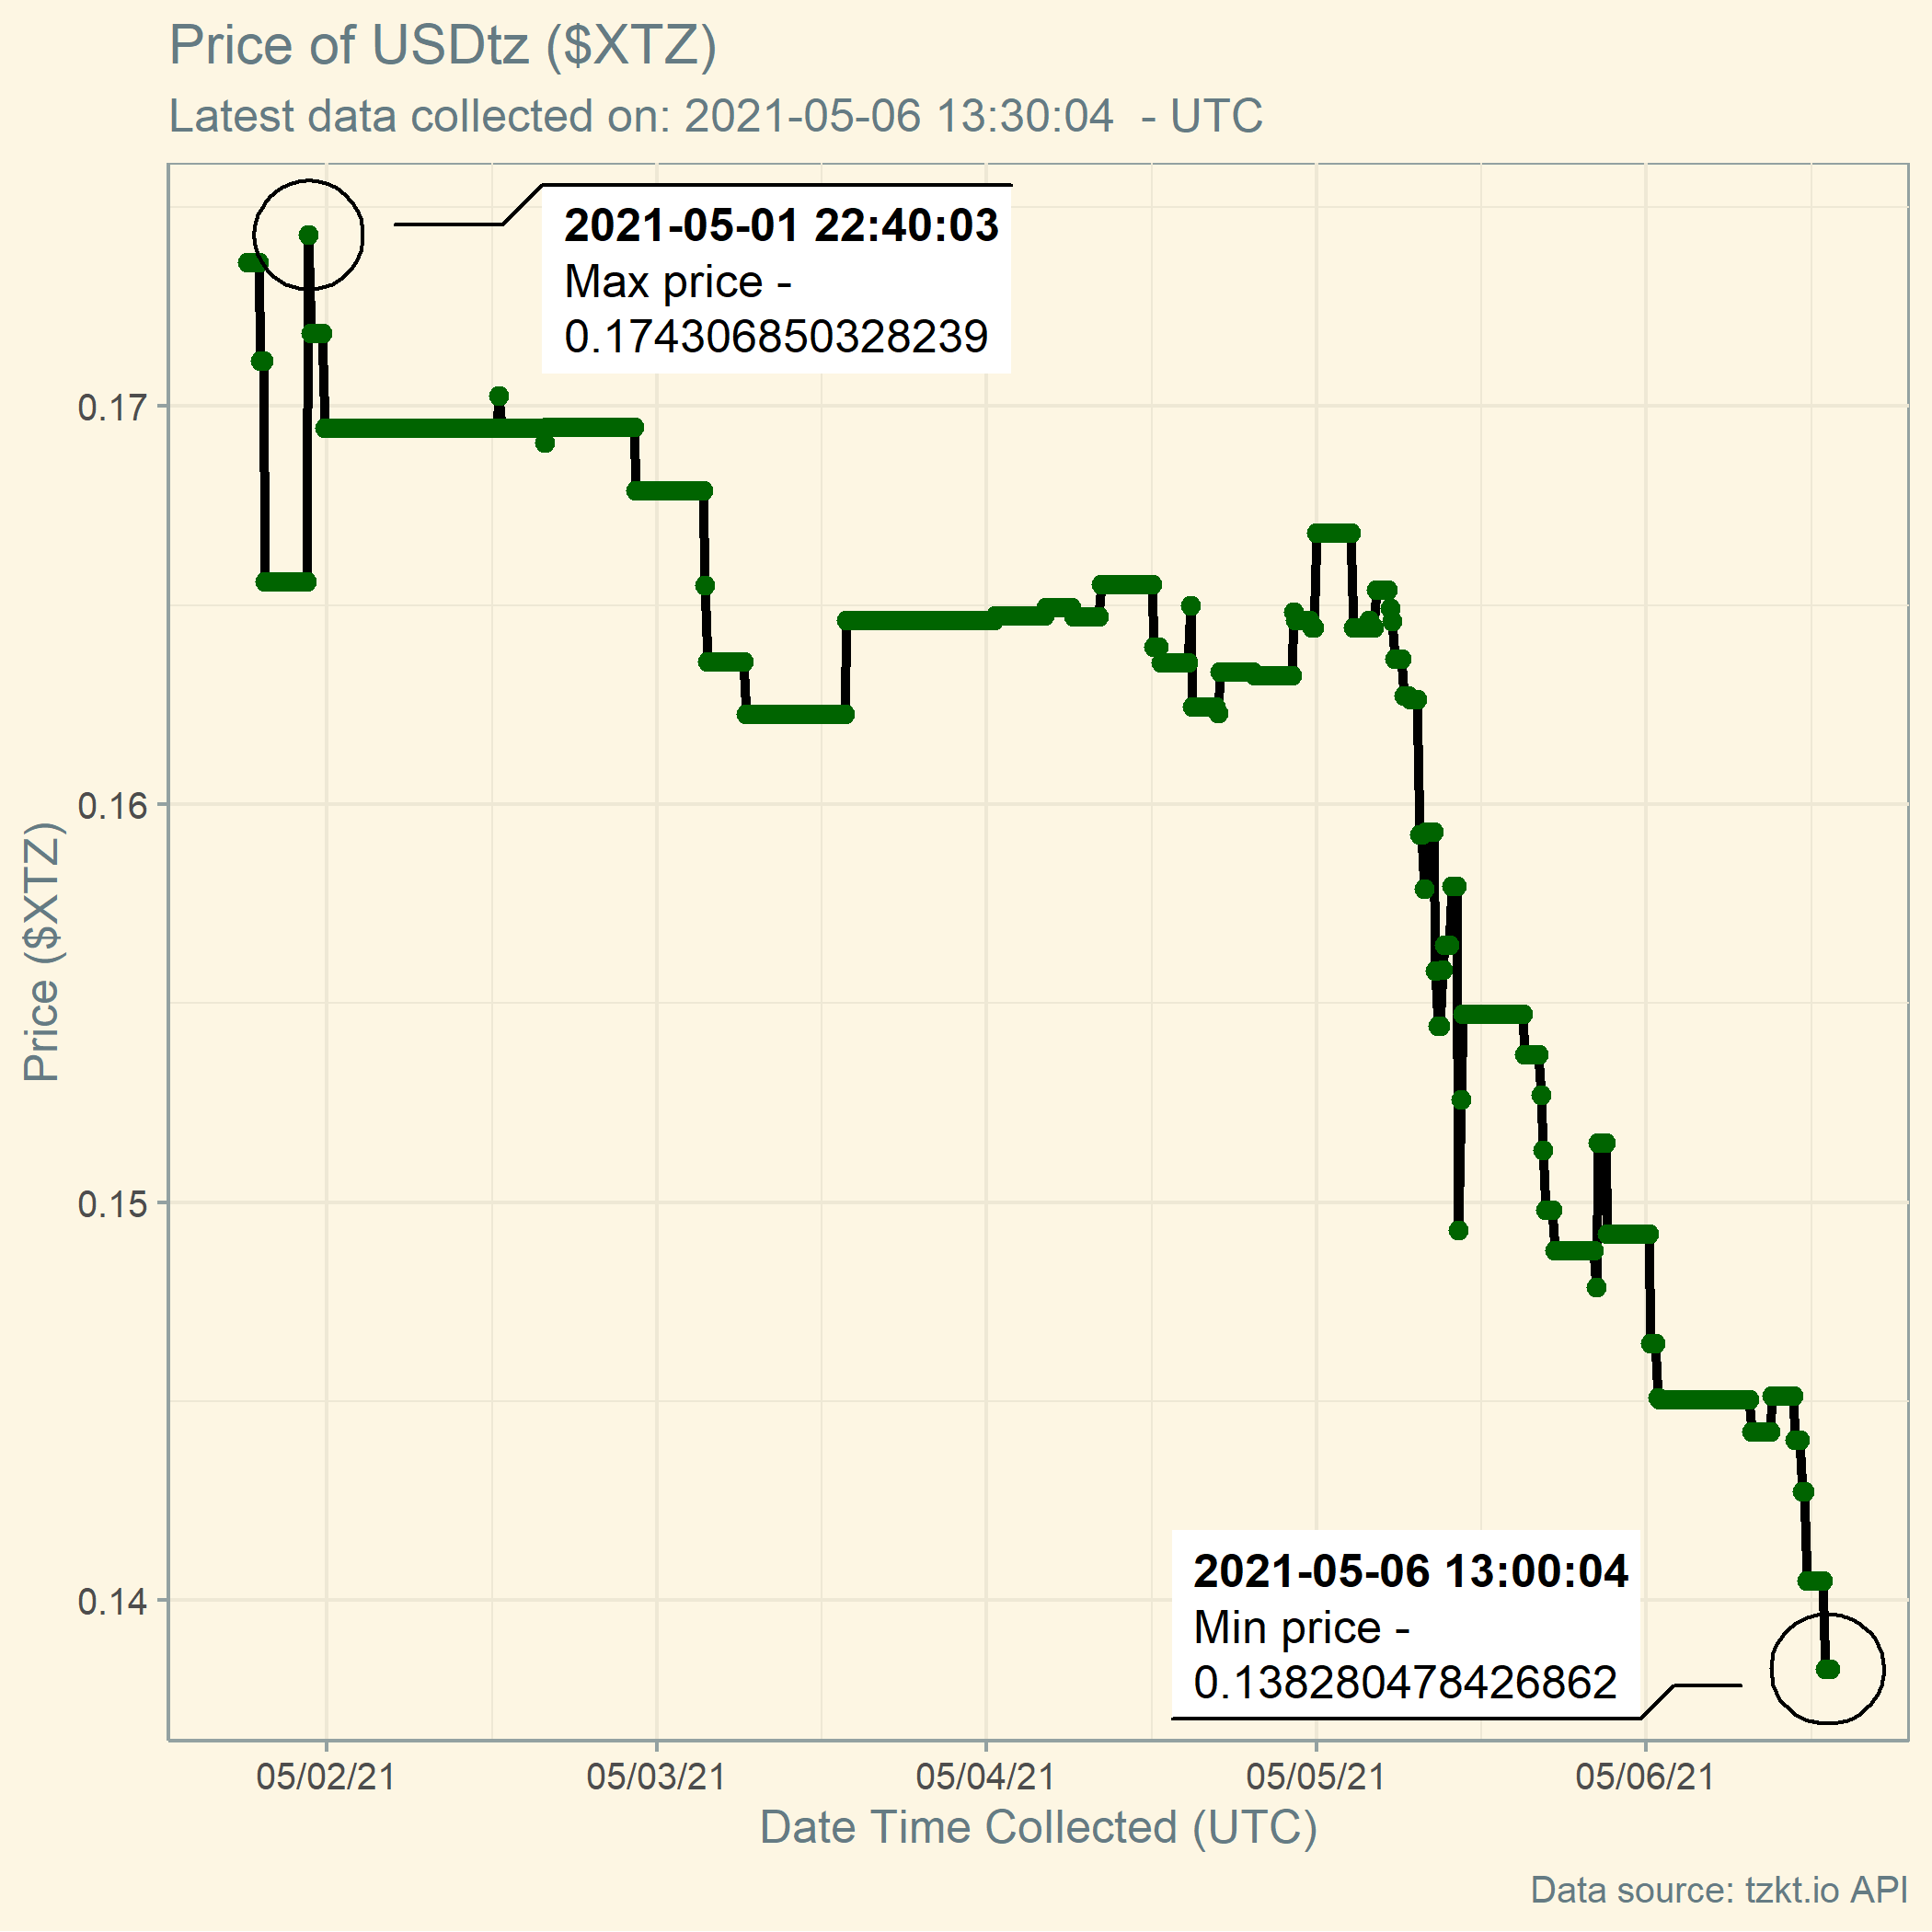 Price of USDtz ($XTZ)
Latest data collected on: 2021-05-06 13:30:04  - UTC
2021-05-01 22:40:03
Max price -
0.174306850328239
0.17
0.16
0.15
0.14
Price ($XTZ)
2021-05-06 13:00:04
Min price -
0.138280478426862
05/02/21
05/03/21
05/04/21
05/05/21
05/06/21
Date Time Collected (UTC)
Data source: tzkt.io API